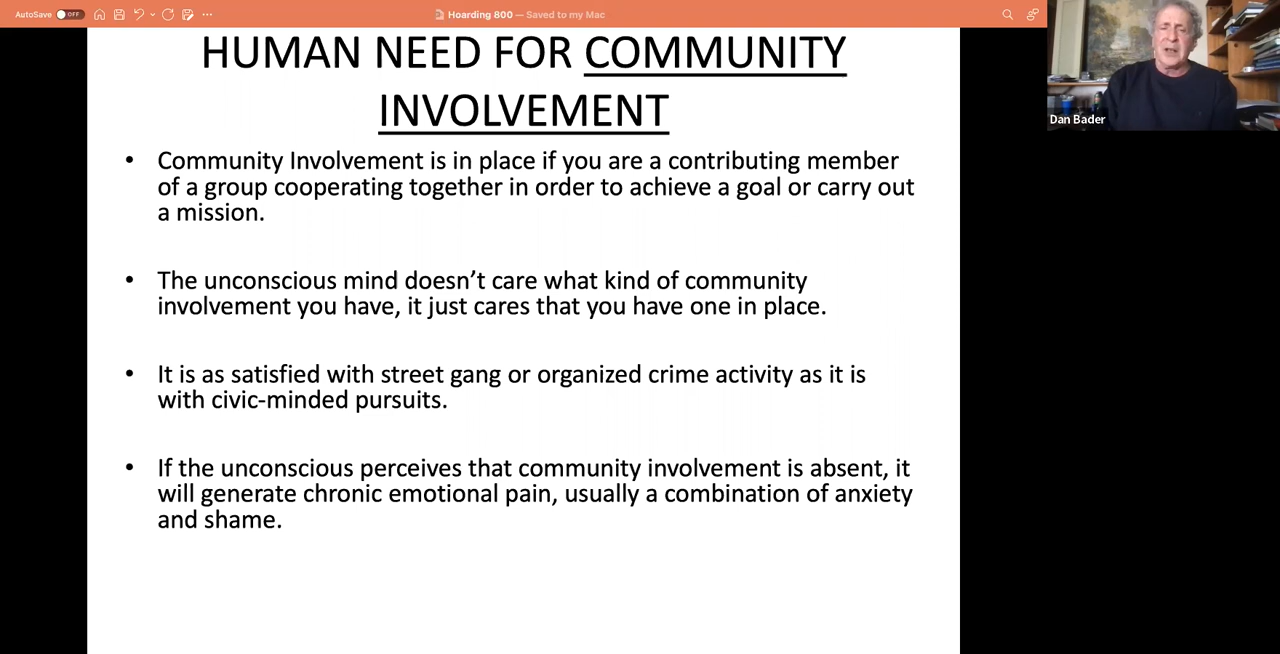 AutoSave OFF
Hoarding 800 — Saved to my Mac
HUMAN NEED FOR COMMUNITY
INVOLVEMENT
• Community Involvement is in place if you are a contributing member
of a group cooperating together in order to achieve a goal or carry out
a mission.
• The unconscious mind doesn’t care what kind of community
involvement you have, it just cares that you have one in place.
• It is as satisfied with street gang or organized crime activity as it is
with civic-minded pursuits.
• If the unconscious perceives that community involvement is absent, it
will generate chronic emotional pain, usually a combination of anxiety
and shame.
Dan Bader